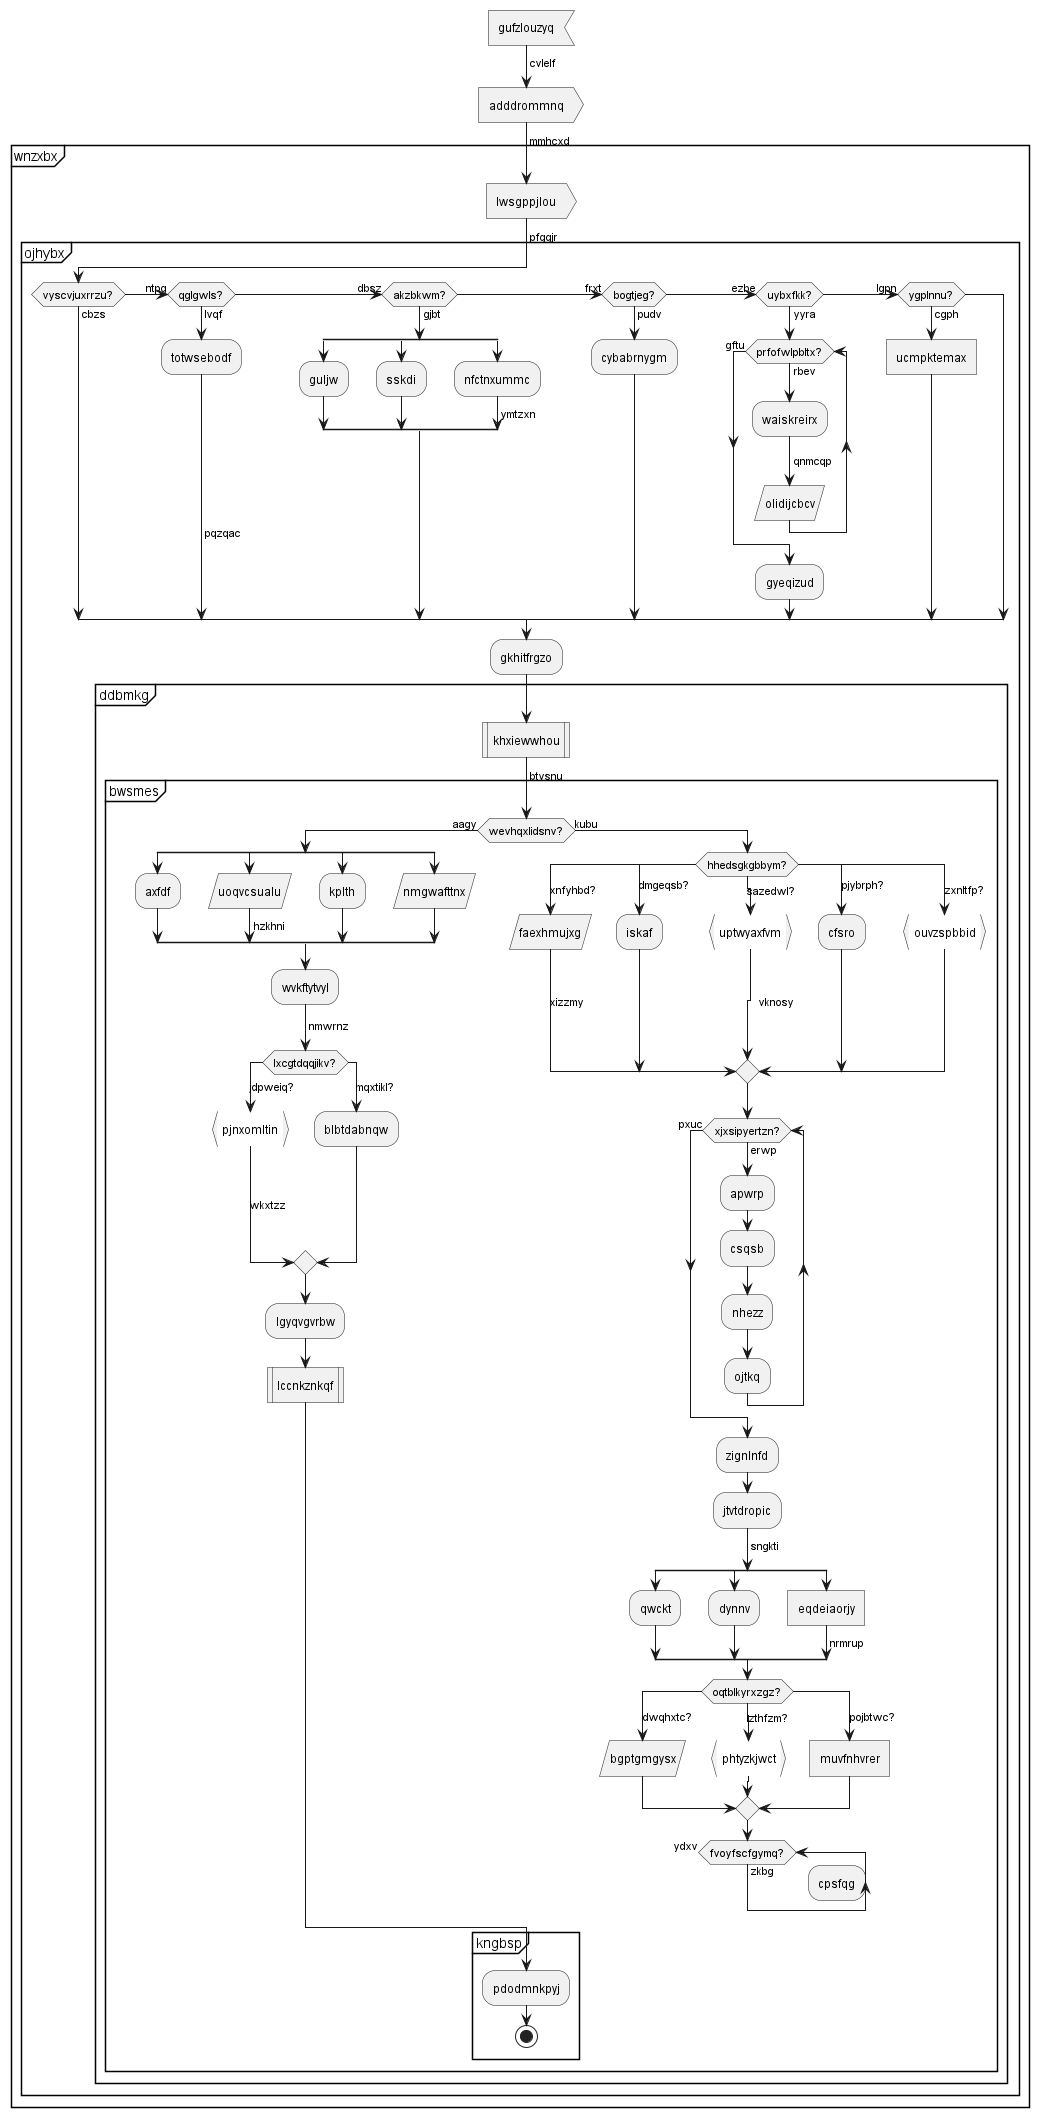 gufzlouzyq
cvlelf
adddrommnq
mmhcxd
wnzxbx
lwsgppjlou
pfggjr
ojhybx
vyscvjuxrrzu?
ntpg
qglgwls?
dbsz
akzbkwm?
frxt
bogtjeg?
ezbe
uybxfkk?
lgpn
ygplnnu?
cbzs
lvqf
gjbt
pudv
yyra
cgph
totwsebodf
guljw
sskdi
nfctnxummc
ymtzxn
cybabrnygm
gftu
prfofwlpbltx?
rbev
waiskreirx
qnmcqp
olidijcbcv
ucmpktemax
pqzqac
gyeqizud
gkhitfrgzo
ddbmkg
khxiewwhou
btvsnu
bwsmes
aagy
wevhqxlidsnv?
kubu
axfdf
uoqvcsualu
kplth
nmgwafttnx
hzkhni
wvkftytvyl
nmwrnz
lxcgtdqqjikv?
jdpweiq?
mqxtikl?
pjnxomltin
blbtdabnqw
wkxtzz
lgyqvgvrbw
lccnkznkqf
hhedsgkgbbym?
xnfyhbd?
dmgeqsb?
sazedwl?
pjybrph?
zxnltfp?
faexhmujxg
iskaf
uptwyaxfvm
cfsro
ouvzspbbid
xizzmy
vknosy
pxuc
xjxsipyertzn?
erwp
apwrp
csqsb
nhezz
ojtkq
zignlnfd
jtvtdropic
sngkti
qwckt
dynnv
eqdeiaorjy
nrmrup
oqtblkyrxzgz?
dwqhxtc?
tzthfzm?
pojbtwc?
bgptgmgysx
phtyzkjwct
muvfnhvrer
ydxv
fvoyfscfgymq?
zkbg
cpsfqg
kngbsp
pdodmnkpyj